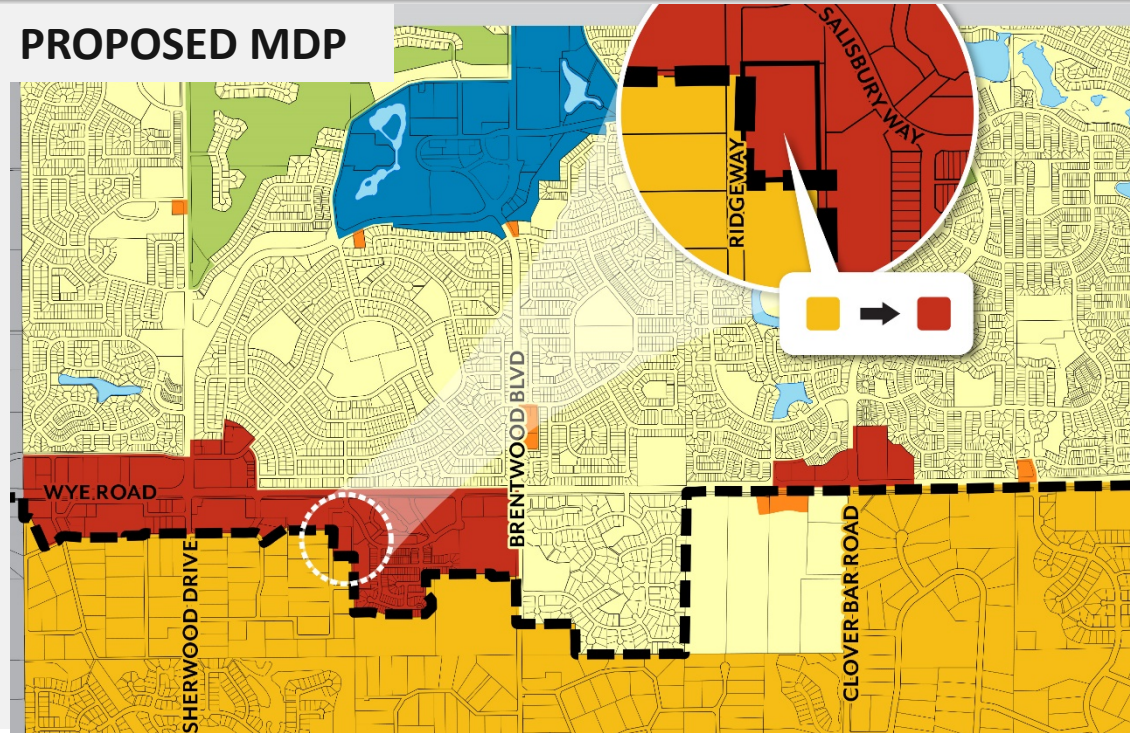 PROPOSED MDP
SALISBURY WAY
RIDGEWAY
BRENTWOOD BLVD
WYE ROAD
SHERWOOD DRIVE
CLOVER BAR ROAD